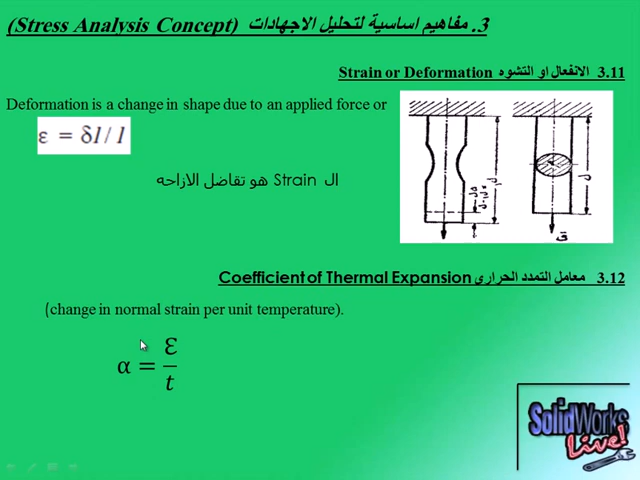 3. مفاهيم اساسية لتحليل الاجهادات (Stress Analysis Concept)
3.11 الانفعال او التشوه Strain or Deformation
Deformation is a change in shape due to an applied force or
ε = δl / l
ال Strain هو تفاضل الازاحه
3.12 معامل التمدد الحراري Coefficient of Thermal Expansion
(change in normal strain per unit temperature).
α = Ɛ / t
SolidWorks
Live!